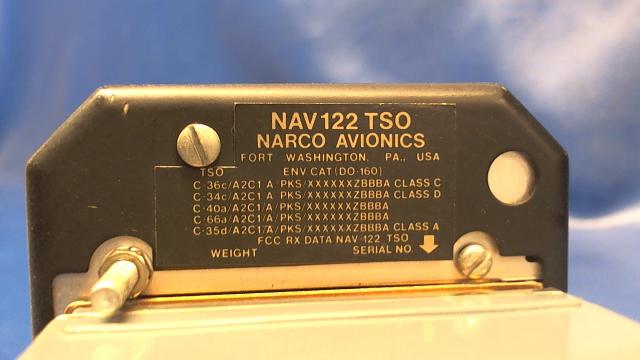 NAV 122 TSO
NARCO AVIONICS
FORT WASHINGTON, PA., USA
TSO ENV CAT (DO-160)
C-36c/A2C1 A/PKS/XXXXXXZBBBA CLASS C
C-34c/A2C1 A/PKS/XXXXXXZBBBA CLASS D
C-40a/A2C1/A/PKS/XXXXXXZBBBA
C-66a/A2C1/A/PKS/XXXXXXZBBBA
C-35d/A2C1/A/PKS/XXXXXXZBBBA CLASS A
FCC RX DATA NAV-122 TSO
WEIGHT SERIAL NO